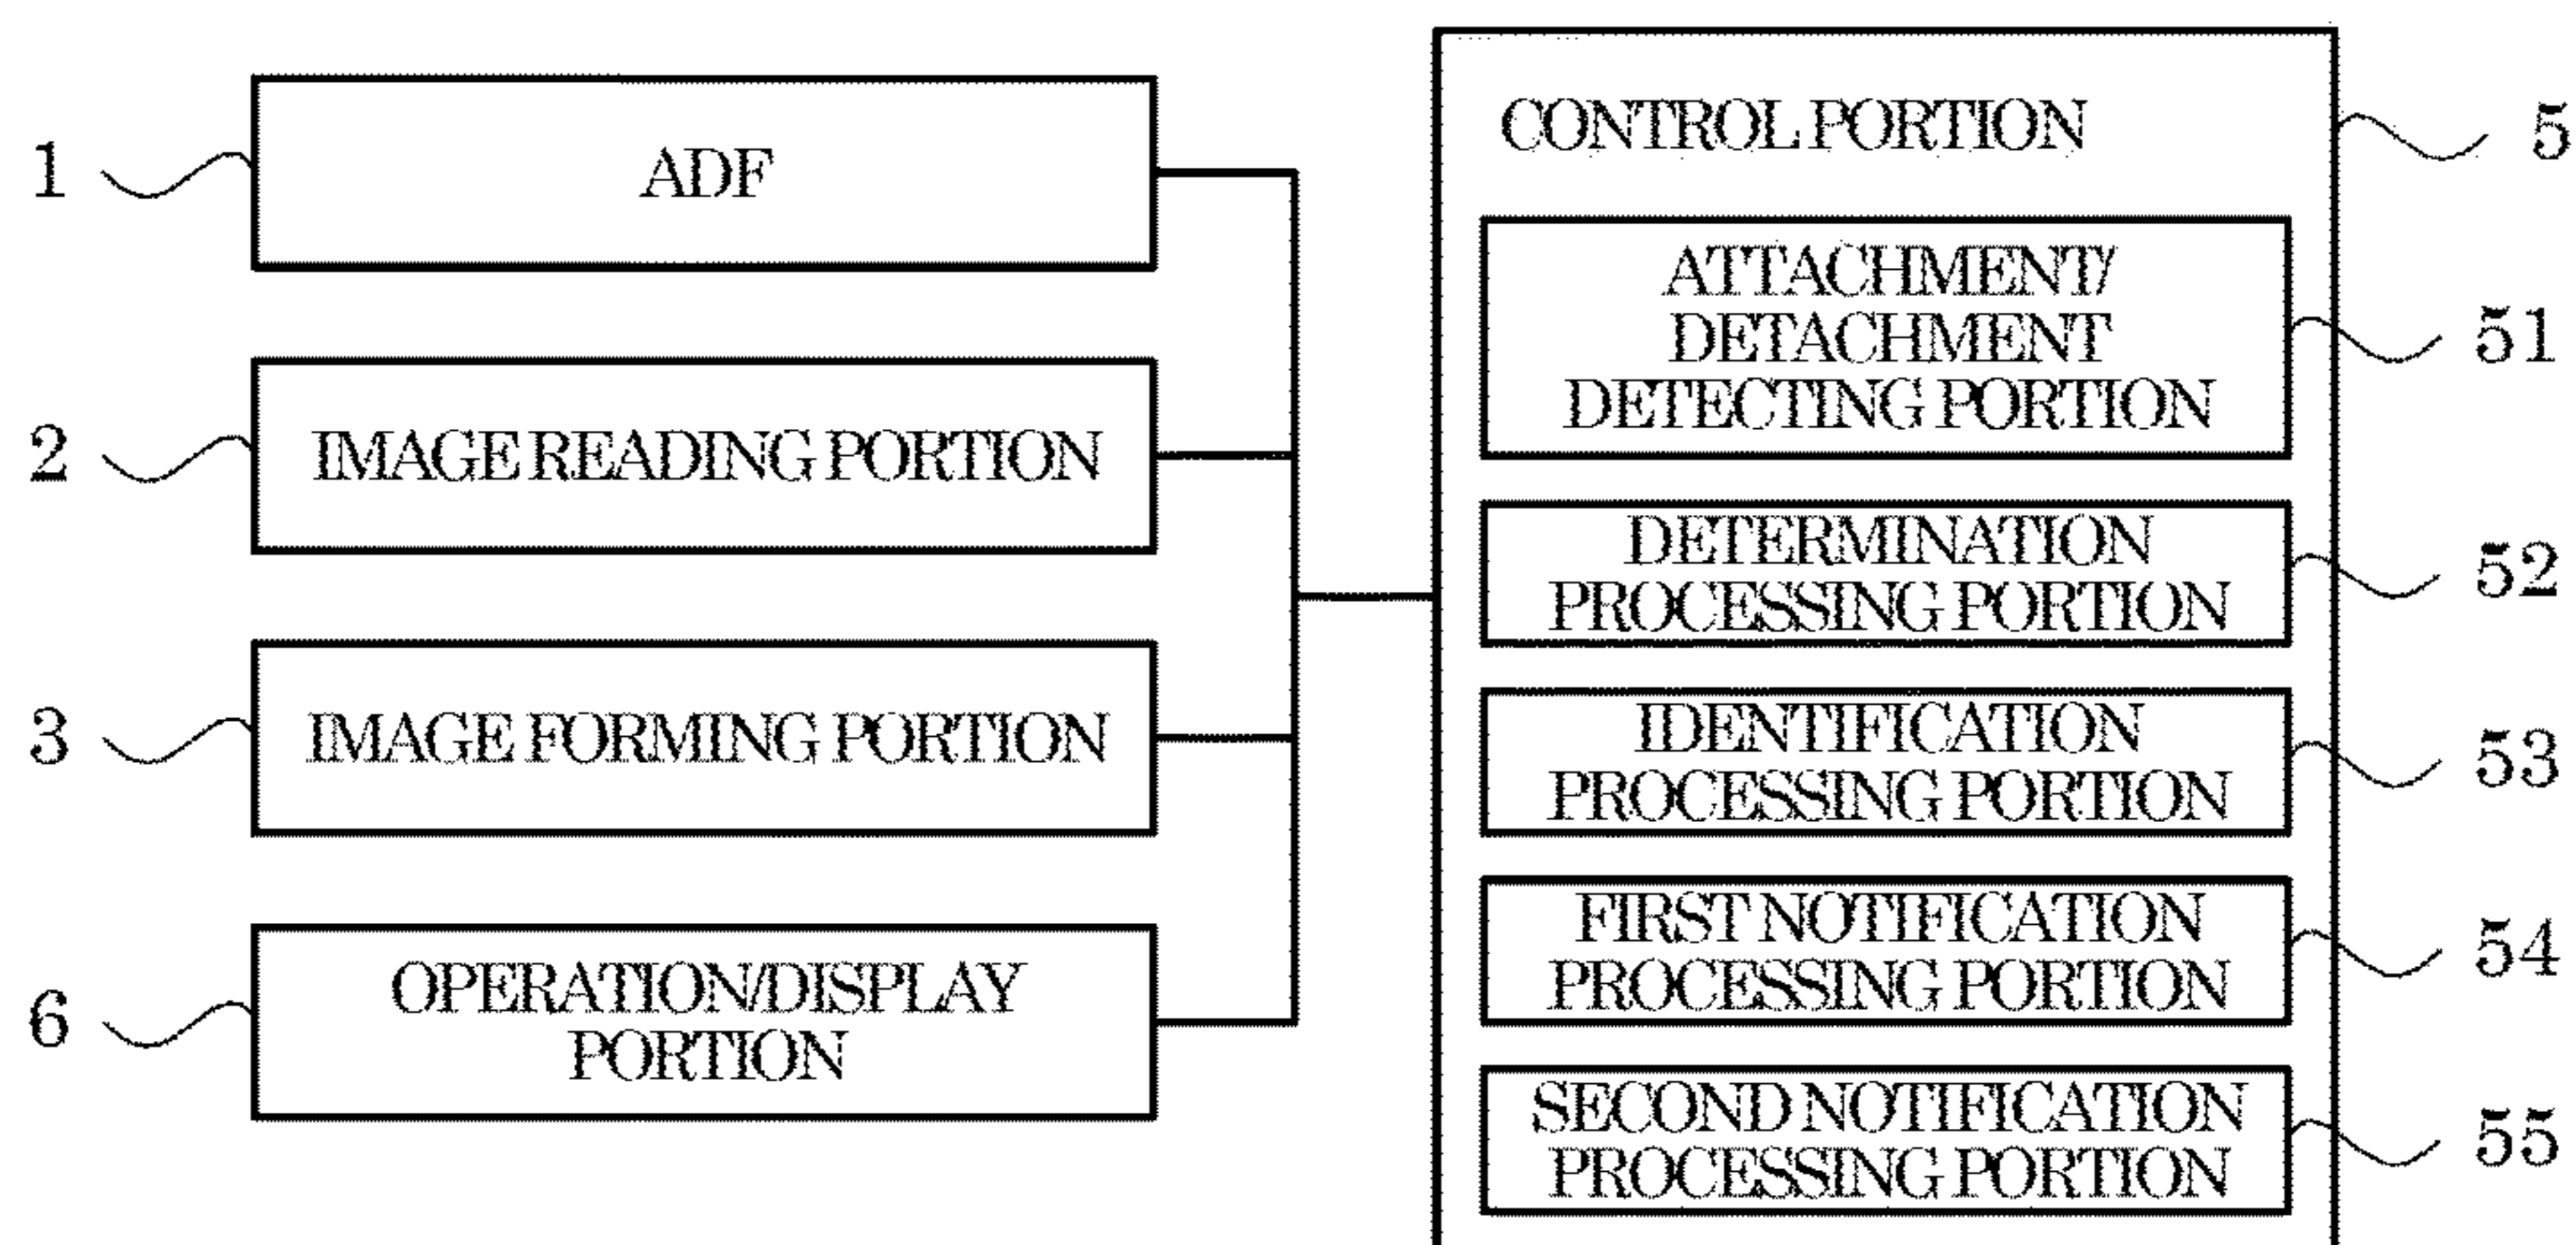 1
ADF
2
IMAGE READING PORTION
3
IMAGE FORMING PORTION
6
OPERATION/DISPLAY
PORTION
CONTROL PORTION
5
ATTACHMENT/
DETACHMENT
DETECTING PORTION
51
DETERMINATION
PROCESSING PORTION
52
IDENTIFICATION
PROCESSING PORTION
53
FIRST NOTIFICATION
PROCESSING PORTION
54
SECOND NOTIFICATION
PROCESSING PORTION
55